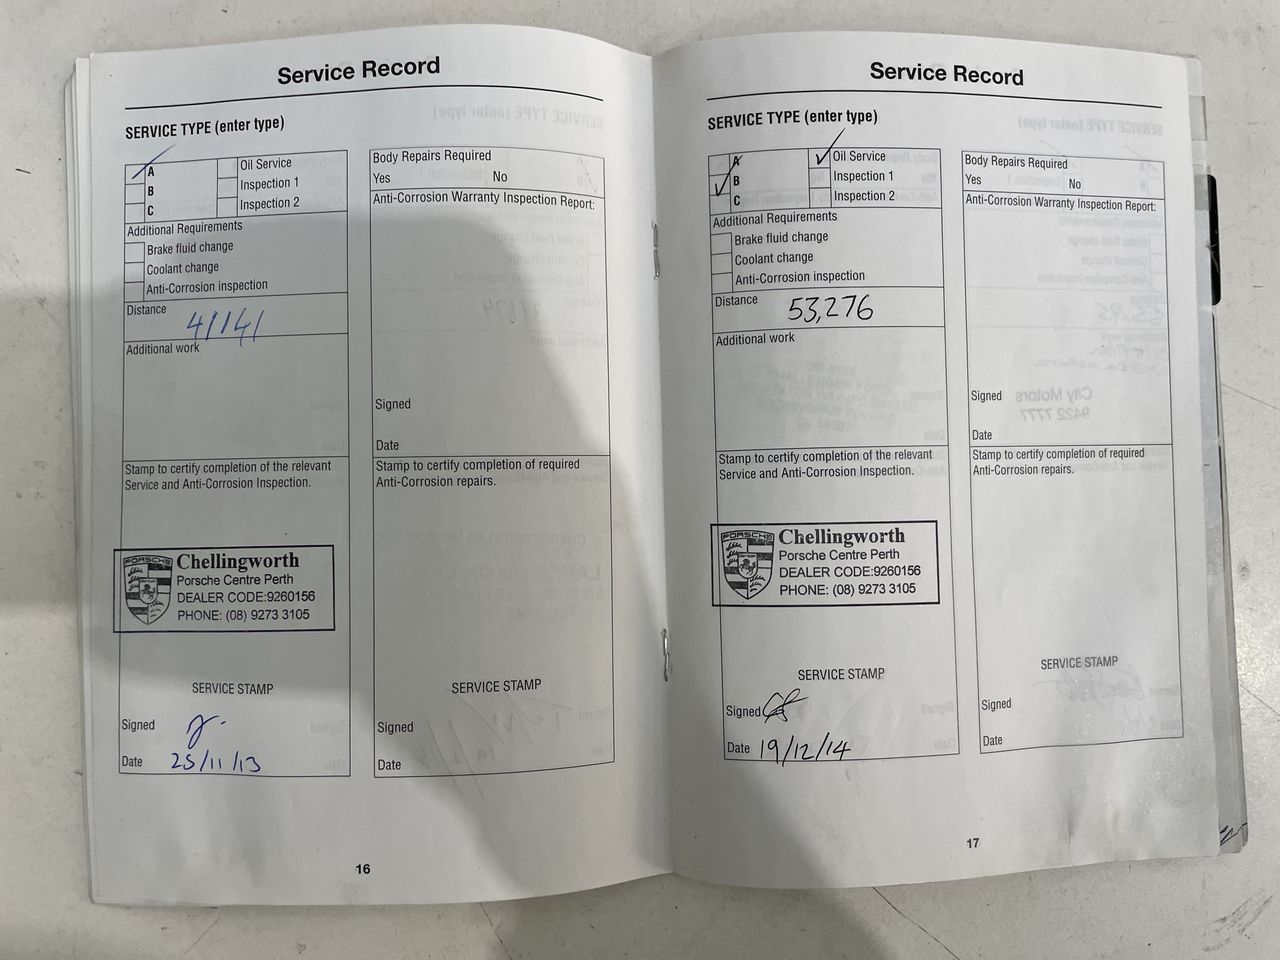 Service Record
SERVICE TYPE (enter type)
A
B
C
Oil Service
Inspection 1
Inspection 2
Additional Requirements
Brake fluid change
Coolant change
Anti-Corrosion inspection
Distance
41141
Additional work
Stamp to certify completion of the relevant
Service and Anti-Corrosion Inspection.
PORSCHE
Chellingworth
Porsche Centre Perth
DEALER CODE:9260156
PHONE: (08) 9273 3105
SERVICE STAMP
Signed
Date 25/11/13
Body Repairs Required
Yes No
Anti-Corrosion Warranty Inspection Report:
Signed
Date
Stamp to certify completion of required
Anti-Corrosion repairs.
SERVICE STAMP
Signed
Date
16
Service Record
SERVICE TYPE (enter type)
A
B
C
Oil Service
Inspection 1
Inspection 2
Additional Requirements
Brake fluid change
Coolant change
Anti-Corrosion inspection
Distance
53,276
Additional work
Stamp to certify completion of the relevant
Service and Anti-Corrosion Inspection.
PORSCHE
Chellingworth
Porsche Centre Perth
DEALER CODE:9260156
PHONE: (08) 9273 3105
SERVICE STAMP
Signed
Date 19/12/14
Body Repairs Required
Yes No
Anti-Corrosion Warranty Inspection Report:
Signed
Date
Stamp to certify completion of required
Anti-Corrosion repairs.
SERVICE STAMP
Signed
Date
17